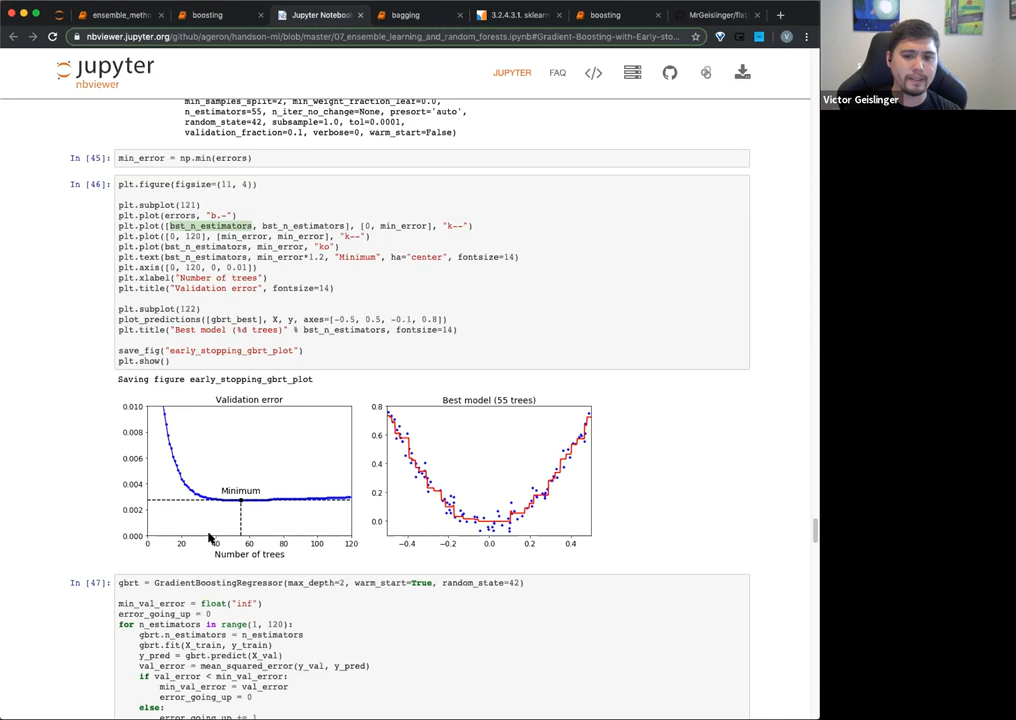 ensemble_metho
boosting
Jupyter Noteboo
bagging
3.2.4.3.1. sklearn
boosting
MrGeislinger/flat
nbviewer.jupyter.org/github/ageron/handson-ml/blob/master/07_ensemble_learning_and_random_forests.ipynb#Gradient-Boosting-with-Early-sto...
V
Victor Geislinger
jupyter
nbviewer
JUPYTER
FAQ
min_samples_split=2, min_weight_fraction_leaf=0.0,
n_estimators=55, n_iter_no_change=None, presort='auto',
random_state=42, subsample=1.0, tol=0.0001,
validation_fraction=0.1, verbose=0, warm_start=False)
In [45]:
min_error = np.min(errors)
In [46]:
plt.figure(figsize=(11, 4))
plt.subplot(121)
plt.plot(errors, "b.-")
plt.plot([bst_n_estimators, bst_n_estimators], [0, min_error], "k--")
plt.plot([0, 120], [min_error, min_error], "k--")
plt.plot(bst_n_estimators, min_error, "ko")
plt.text(bst_n_estimators, min_error*1.2, "Minimum", ha="center", fontsize=14)
plt.axis([0, 120, 0, 0.01])
plt.xlabel("Number of trees")
plt.title("Validation error", fontsize=14)
plt.subplot(122)
plot_predictions([gbrt_best], X, y, axes=[-0.5, 0.5, -0.1, 0.8])
plt.title("Best model (%d trees)" % bst_n_estimators, fontsize=14)
save_fig("early_stopping_gbrt_plot")
plt.show()
Saving figure early_stopping_gbrt_plot
Validation error
0.010
0.008
0.006
0.004
0.002
0.000
Minimum
0 20 40 60 80 100 120
Number of trees
Best model (55 trees)
0.8
0.6
0.4
0.2
0.0
−0.4 −0.2 0.0 0.2 0.4
In [47]:
gbrt = GradientBoostingRegressor(max_depth=2, warm_start=True, random_state=42)
min_val_error = float("inf")
error_going_up = 0
for n_estimators in range(1, 120):
gbrt.n_estimators = n_estimators
gbrt.fit(X_train, y_train)
y_pred = gbrt.predict(X_val)
val_error = mean_squared_error(y_val, y_pred)
if val_error < min_val_error:
min_val_error = val_error
error_going_up = 0
else:
error_going_up += 1